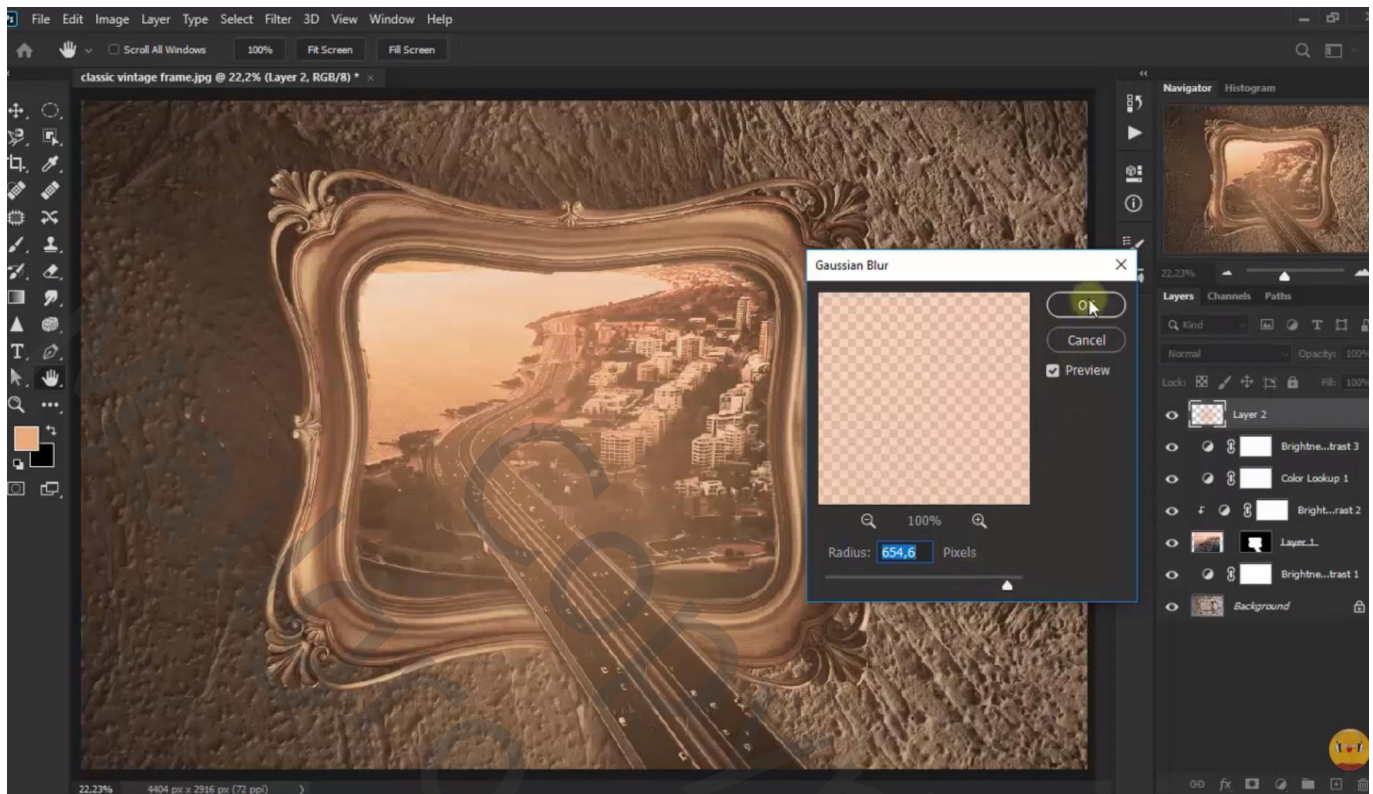 File Edit Image Layer Type Select Filter 3D View Window Help
Scroll All Windows 100% Fit Screen Fill Screen
classic vintage frame.jpg @ 22,2% (Layer 2, RGB/8) * ×
Navigator Histogram
22,23%
Layers Channels Paths
Kind
Normal Opacity: 100%
Lock: Fill: 100%
Layer 2
Brightne...trast 3
Color Lookup 1
Bright...rast 2
Layer 1
Brightne...trast 1
Background
fx
Gaussian Blur
OK
Cancel
Preview
100%
Radius: 654,6 Pixels
22,23% 4404 px x 2916 px (72 ppi)